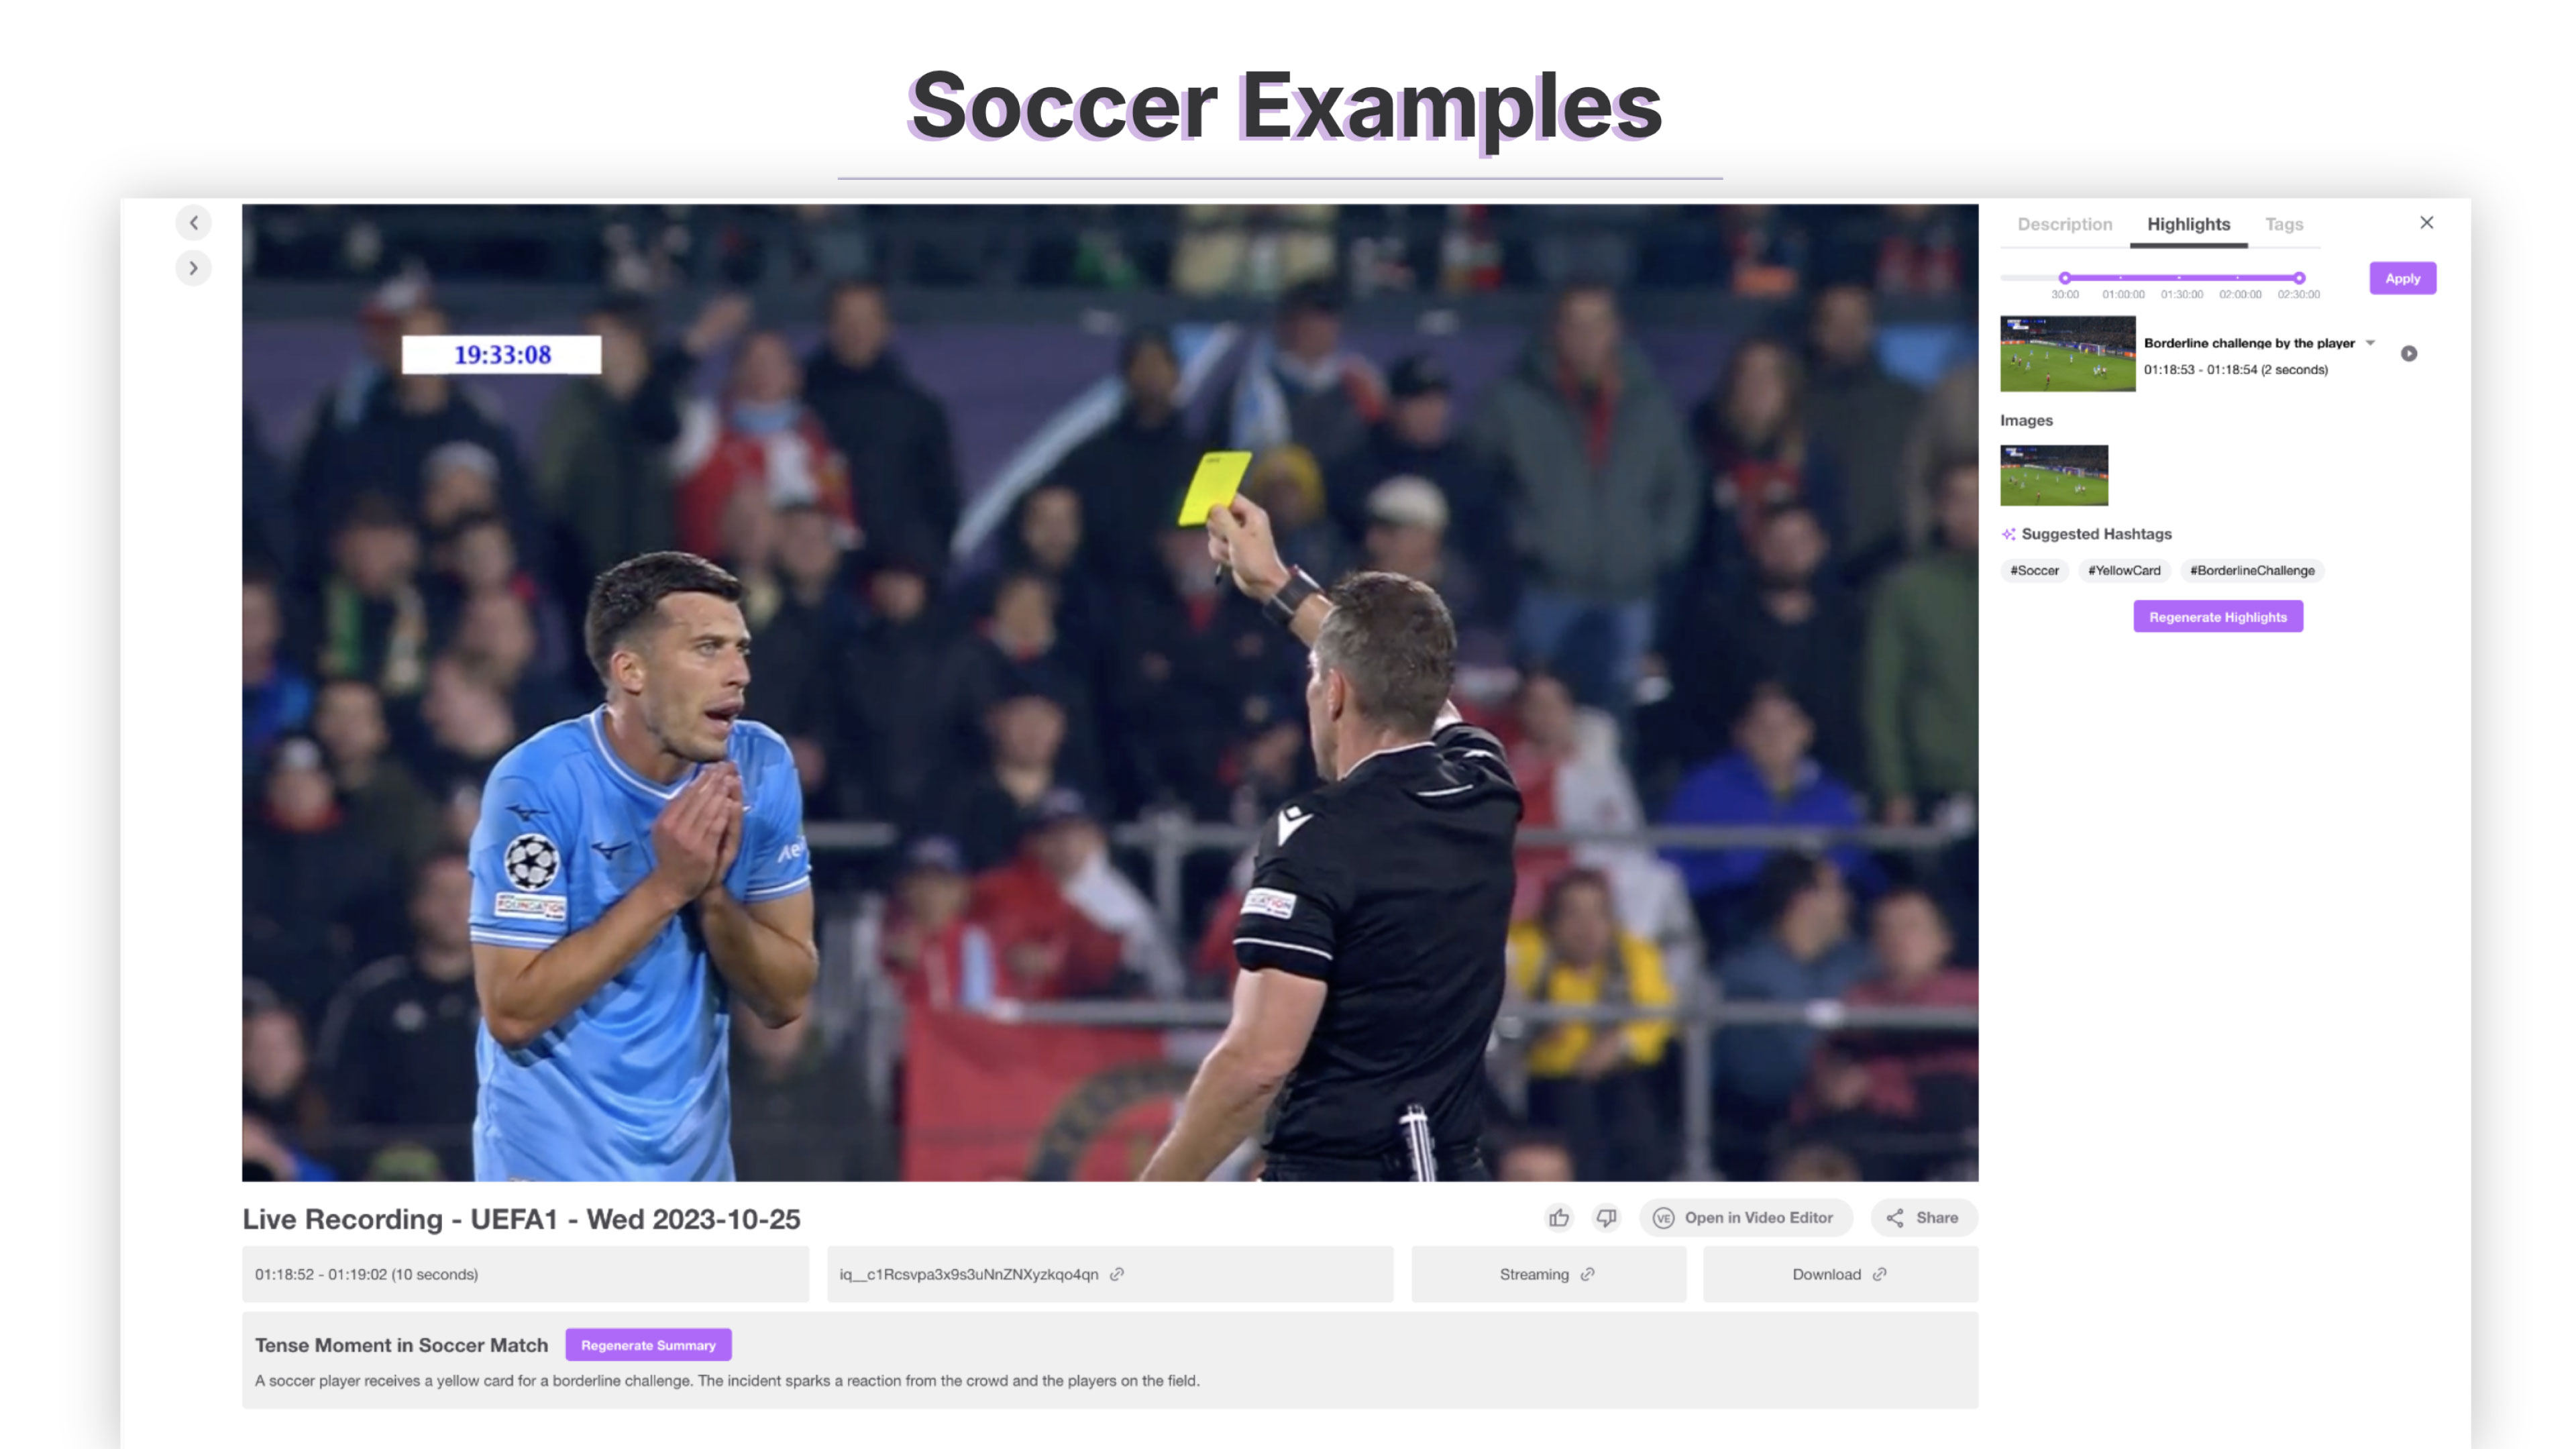 Soccer Examples
19:33:08
Ae
FOUNDATION
Description Highlights Tags
30:00 01:00:00 01:30:00 02:00:00 02:30:00
Apply
Borderline challenge by the player
01:18:53 - 01:18:54 (2 seconds)
Images
Suggested Hashtags
#Soccer #YellowCard #BorderlineChallenge
Regenerate Highlights
Live Recording - UEFA1 - Wed 2023-10-25
VE Open in Video Editor
Share
01:18:52 - 01:19:02 (10 seconds)
iq__c1Rcsvpa3x9s3uNnZNXyzkqo4qn
Streaming
Download
Tense Moment in Soccer Match
Regenerate Summary
A soccer player receives a yellow card for a borderline challenge. The incident sparks a reaction from the crowd and the players on the field.